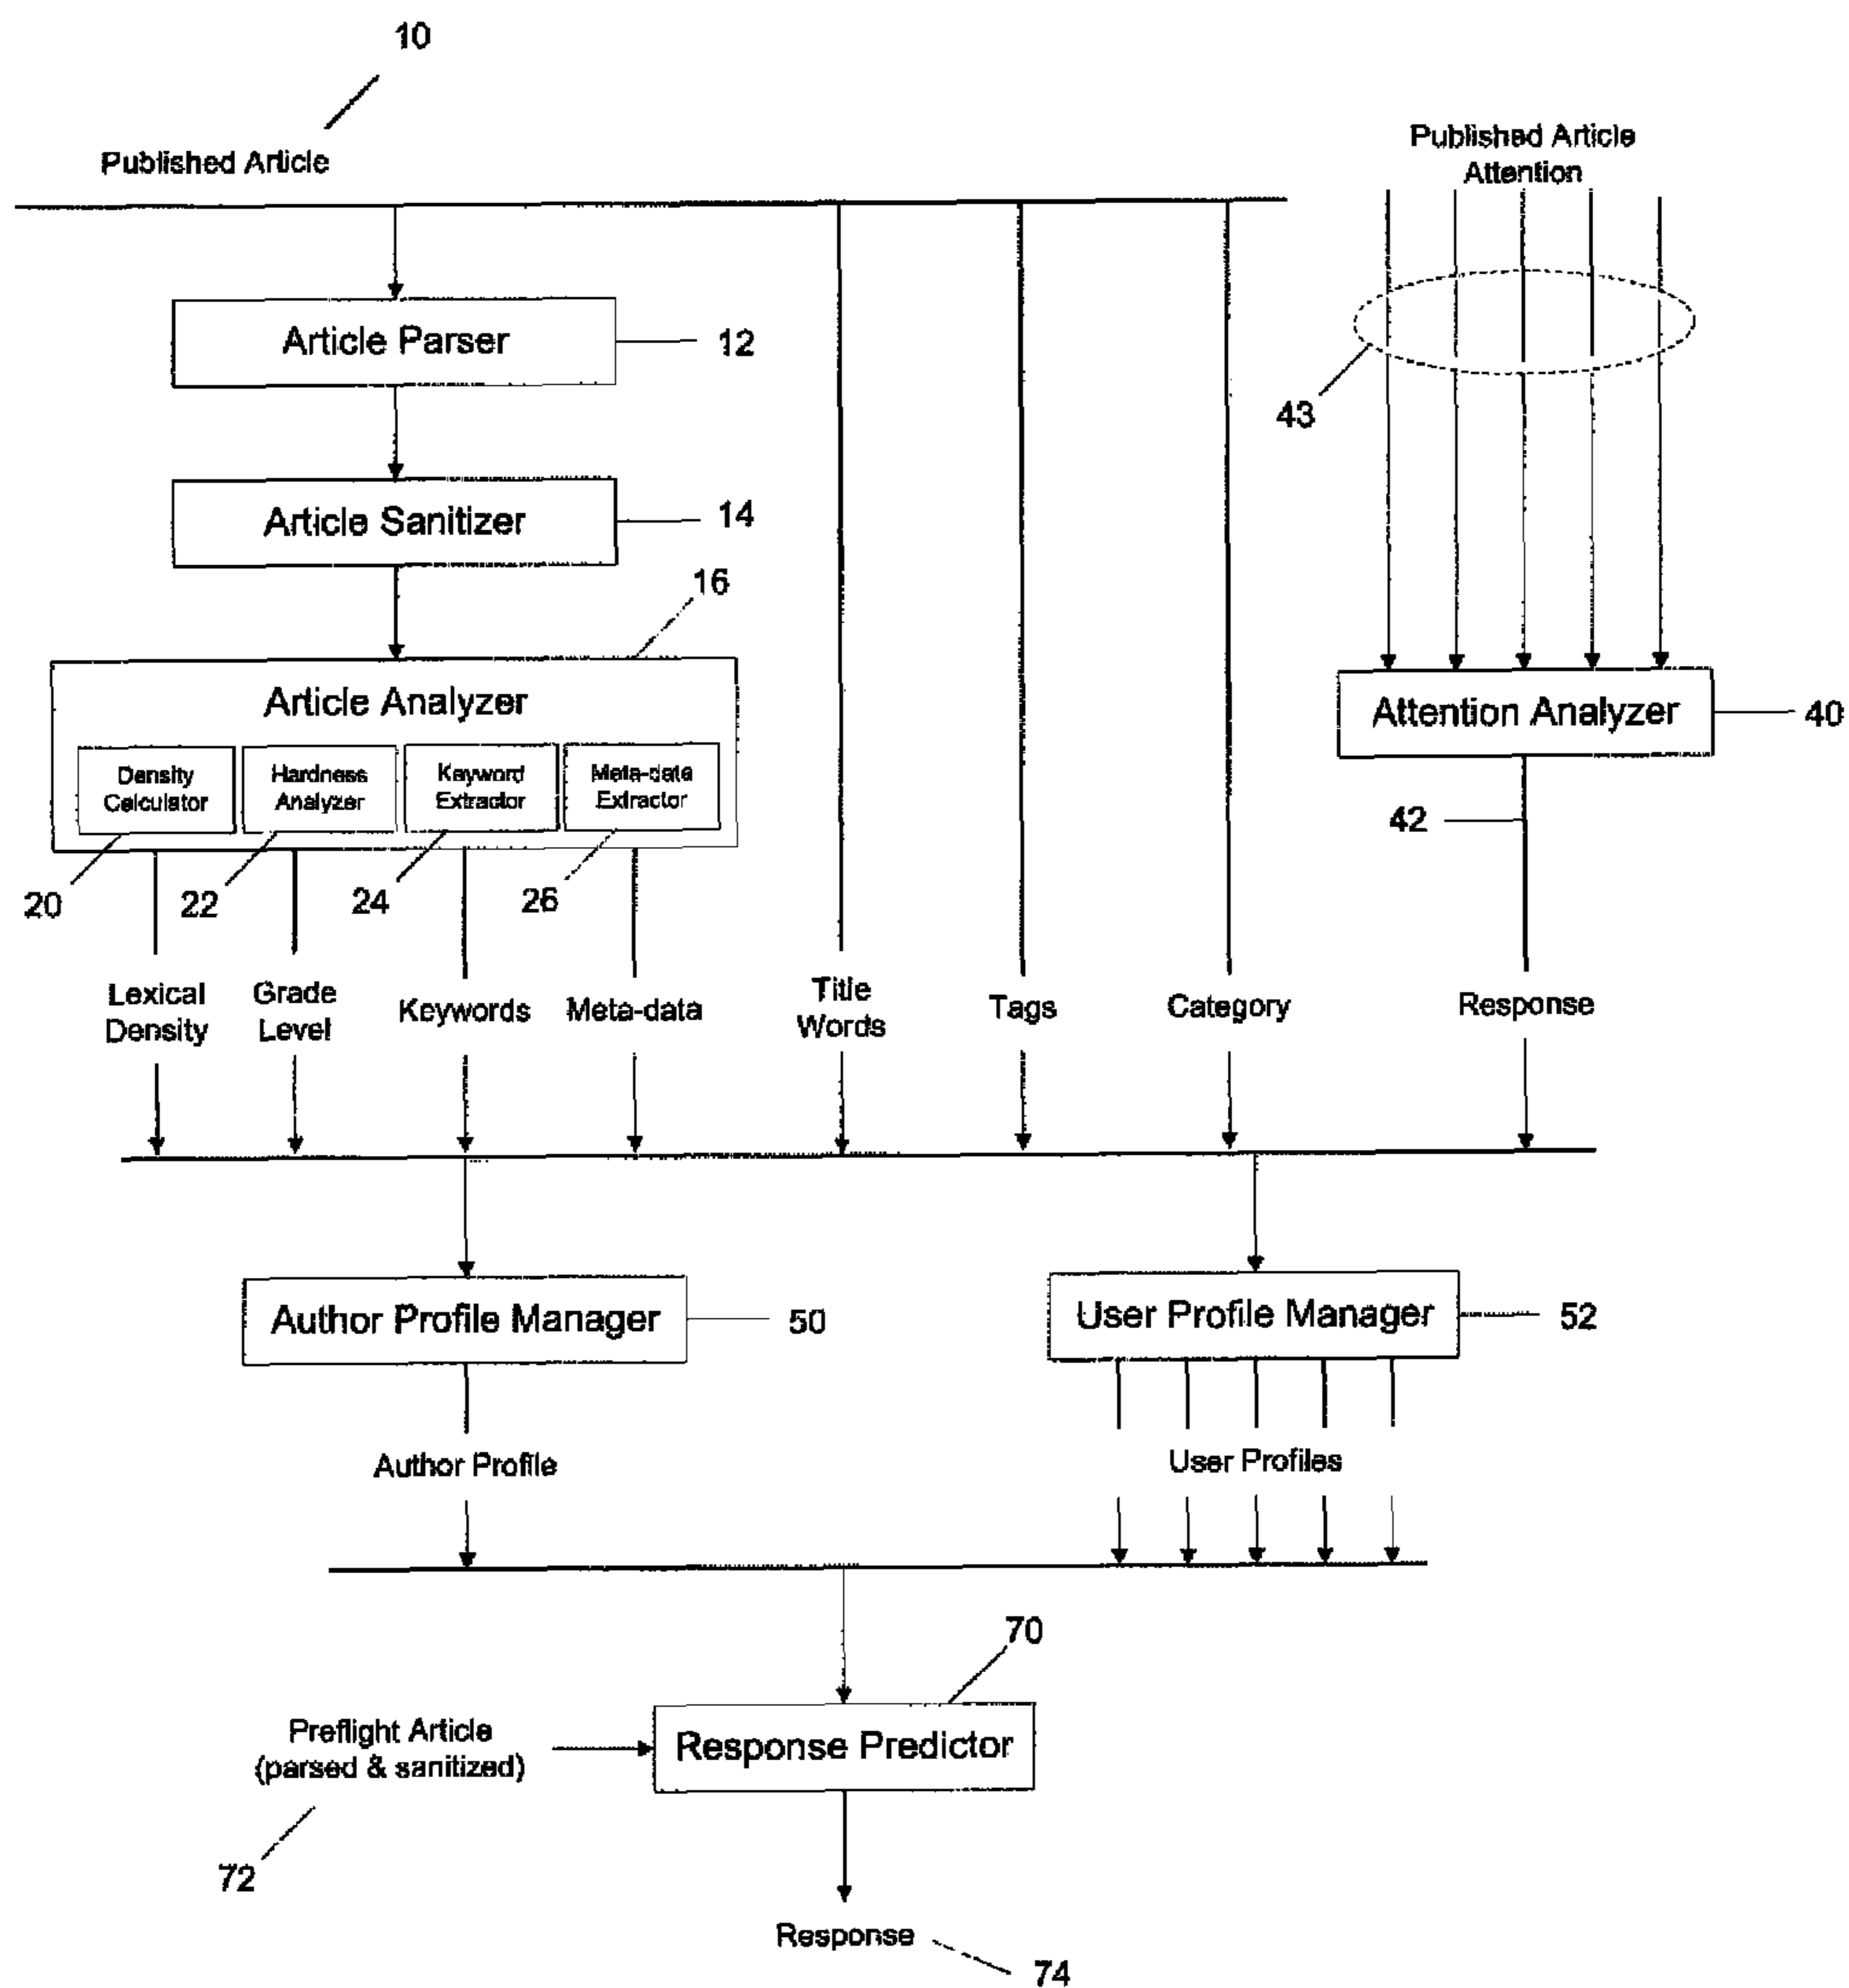 10
Published Article
Published Article
Attention
Article Parser
12
43
Article Sanitizer
14
16
Article Analyzer
Density
Calculator
Hardness
Analyzer
Keyword
Extractor
Meta-data
Extractor
Attention Analyzer
40
42
20
22
24
26
Lexical
Density
Grade
Level
Keywords
Meta-data
Title
Words
Tags
Category
Response
Author Profile Manager
50
User Profile Manager
52
Author Profile
User Profiles
70
Preflight Article
(parsed & sanitized)
Response Predictor
72
Response
74